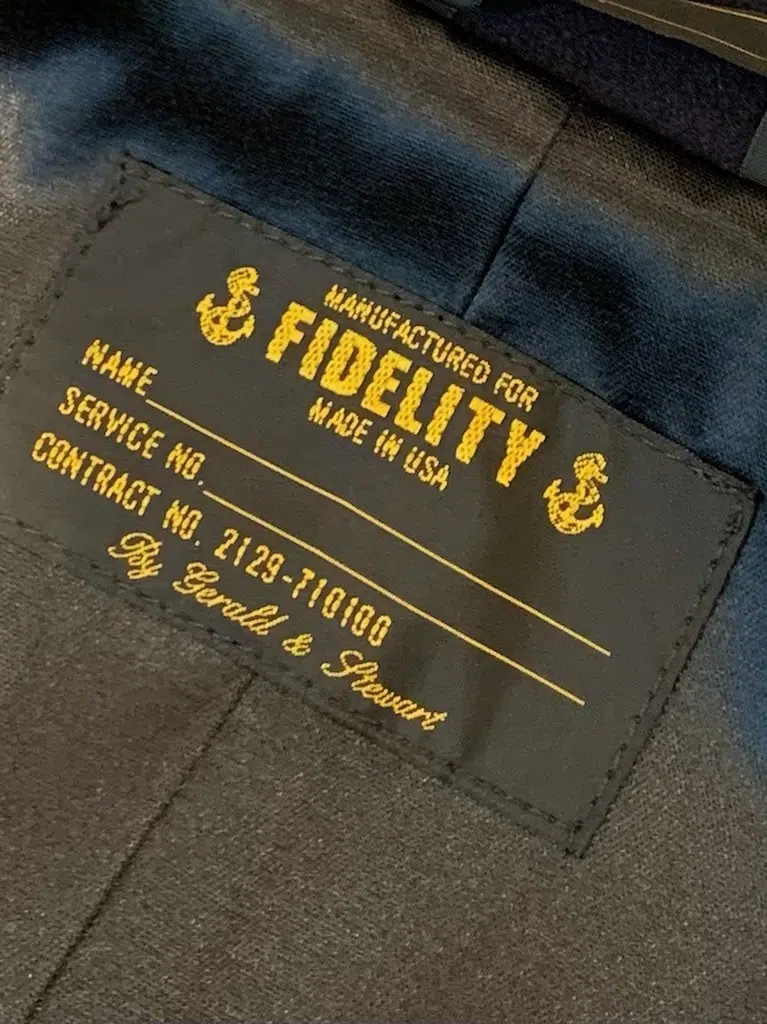 MANUFACTURED FOR
FIDELITY
MADE IN USA
NAME
SERVICE NO.
CONTRACT NO. 2129-710100
By Gerald & Stewart